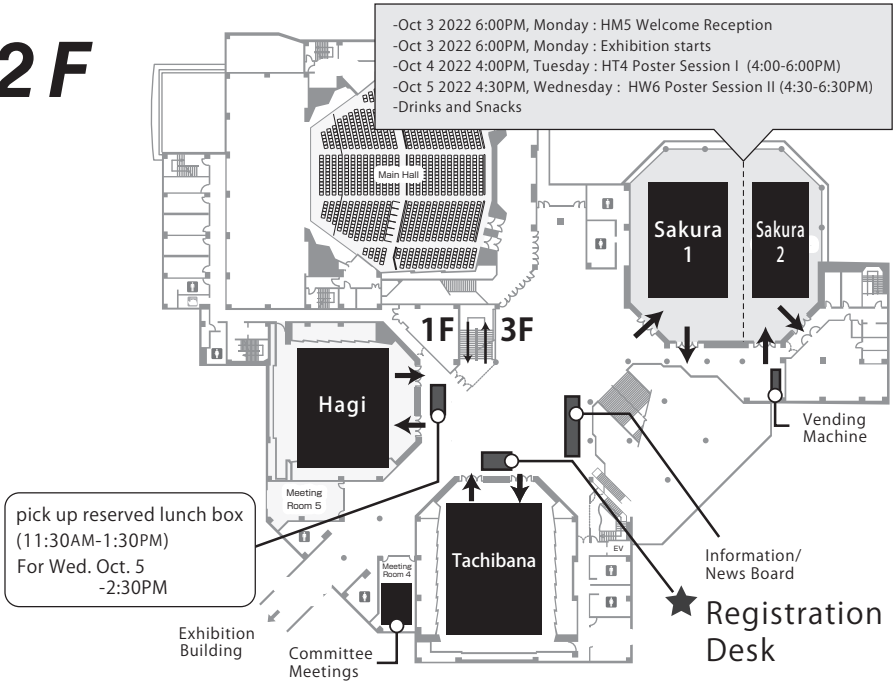 2F
-Oct 3 2022 6:00PM, Monday : HM5 Welcome Reception
-Oct 3 2022 6:00PM, Monday : Exhibition starts
-Oct 4 2022 4:00PM, Tuesday : HT4 Poster Session I (4:00-6:00PM)
-Oct 5 2022 4:30PM, Wednesday : HW6 Poster Session II (4:30-6:30PM)
-Drinks and Snacks
Main Hall
Sakura
1
Sakura
2
1F
3F
Hagi
Vending
Machine
Meeting
Room 5
pick up reserved lunch box
(11:30AM-1:30PM)
For Wed. Oct. 5
-2:30PM
Tachibana
EV
Meeting
Room 4
Information/
News Board
Registration
Desk
Exhibition
Building
Committee
Meetings